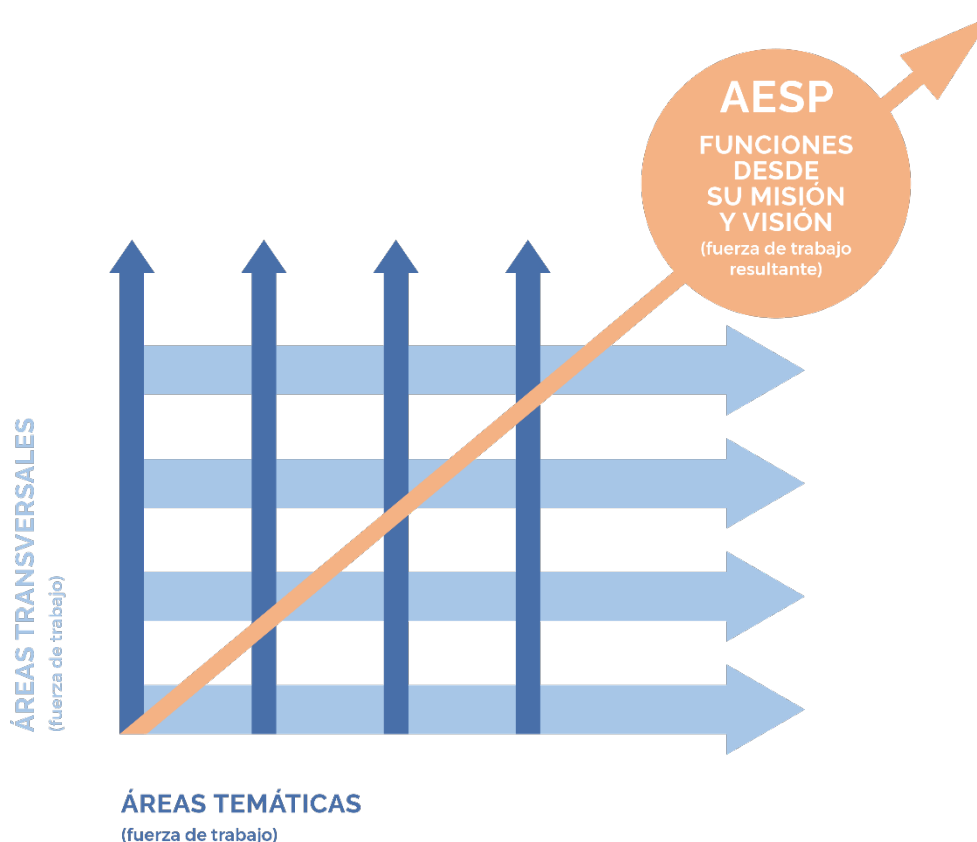 AESP
FUNCIONES
DESDE
SU MISIÓN
Y VISIÓN
(fuerza de trabajo
resultante)
ÁREAS TRANSVERSALES
(fuerza de trabajo)
ÁREAS TEMÁTICAS
(fuerza de trabajo)